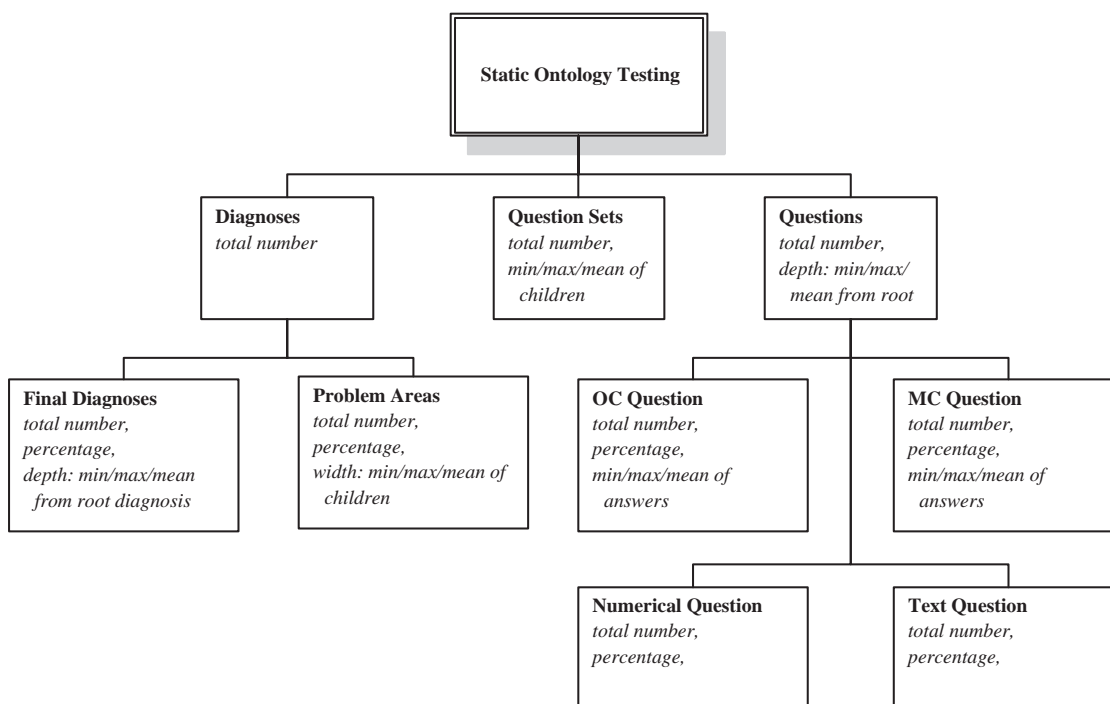 Static Ontology Testing
Diagnoses
total number
Question Sets
total number,
min/max/mean of
children
Questions
total number,
depth: min/max/
mean from root
Final Diagnoses
total number,
percentage,
depth: min/max/mean
from root diagnosis
Problem Areas
total number,
percentage,
width: min/max/mean of
children
OC Question
total number,
percentage,
min/max/mean of
answers
MC Question
total number,
percentage,
min/max/mean of
answers
Numerical Question
total number,
percentage,
Text Question
total number,
percentage,